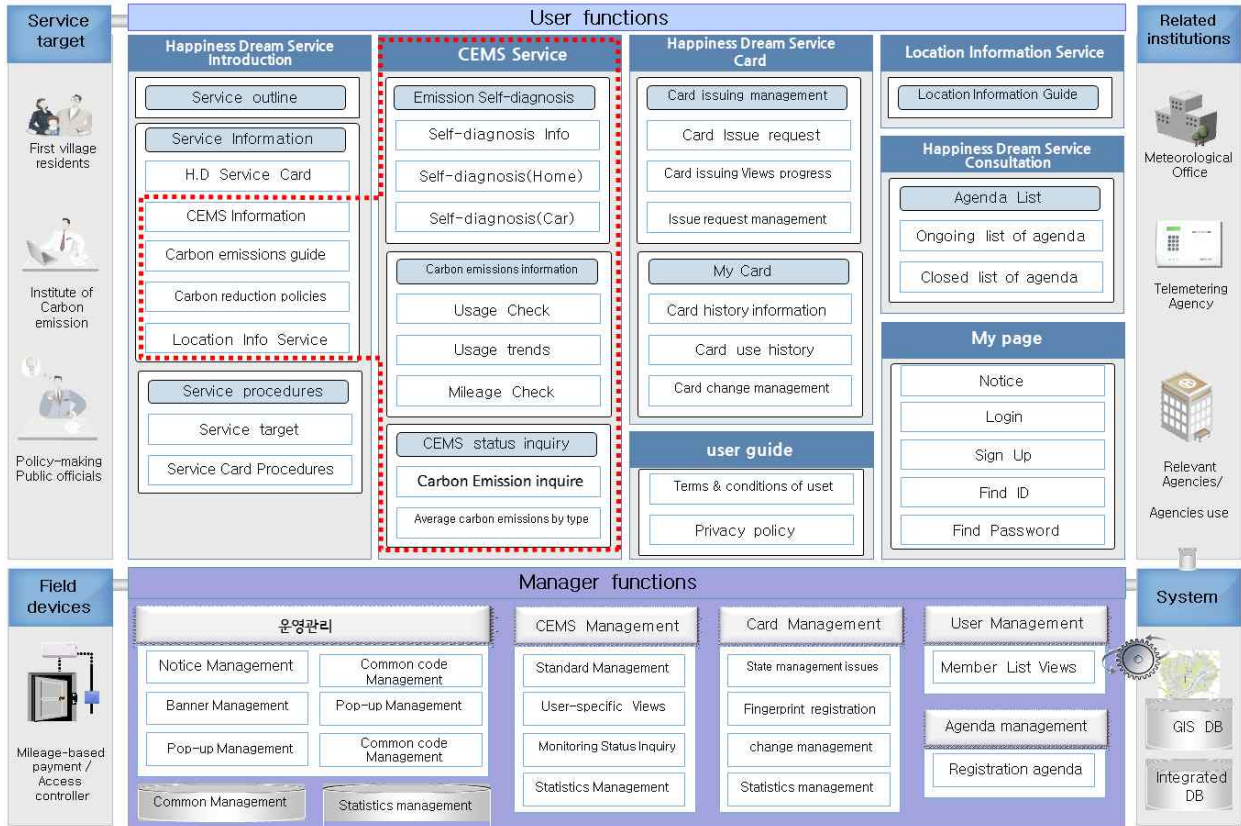 Service
target
First village
residents
Institute of
Carbon
emission
Policy-making
Public officials
User functions
Happiness Dream Service
Introduction
Service outline
Service Information
H.D Service Card
CEMS Information
Carbon emissions guide
Carbon reduction policies
Location Info Service
Service procedures
Service target
Service Card Procedures
CEMS Service
Emission Self-diagnosis
Self-diagnosis Info
Self-diagnosis(Home)
Self-diagnosis(Car)
Carbon emissions information
Usage Check
Usage trends
Mileage Check
CEMS status inquiry
Carbon Emission inquire
Average carbon emissions by type
Happiness Dream Service
Card
Card issuing management
Card Issue request
Card issuing Views progress
Issue request management
My Card
Card history information
Card use history
Card change management
user guide
Terms & conditions of uset
Privacy policy
Location Information Service
Location Information Guide
Happiness Dream Service
Consultation
Agenda List
Ongoing list of agenda
Closed list of agenda
My page
Notice
Login
Sign Up
Find ID
Find Password
Related
institutions
Meteorological
Office
Telemetering
Agency
Relevant
Agencies/
Agencies use
Field
devices
Mileage-based
payment /
Access
controller
Manager functions
운영관리
Notice Management
Common code
Management
Banner Management
Pop-up Management
Pop-up Management
Common code
Management
Common Management
Statistics management
CEMS Management
Standard Management
User-specific Views
Monitoring Status Inquiry
Statistics Management
Card Management
State management issues
Fingerprint registration
change management
Statistics management
User Management
Member List Views
Agenda management
Registration agenda
System
GIS DB
Integrated
DB